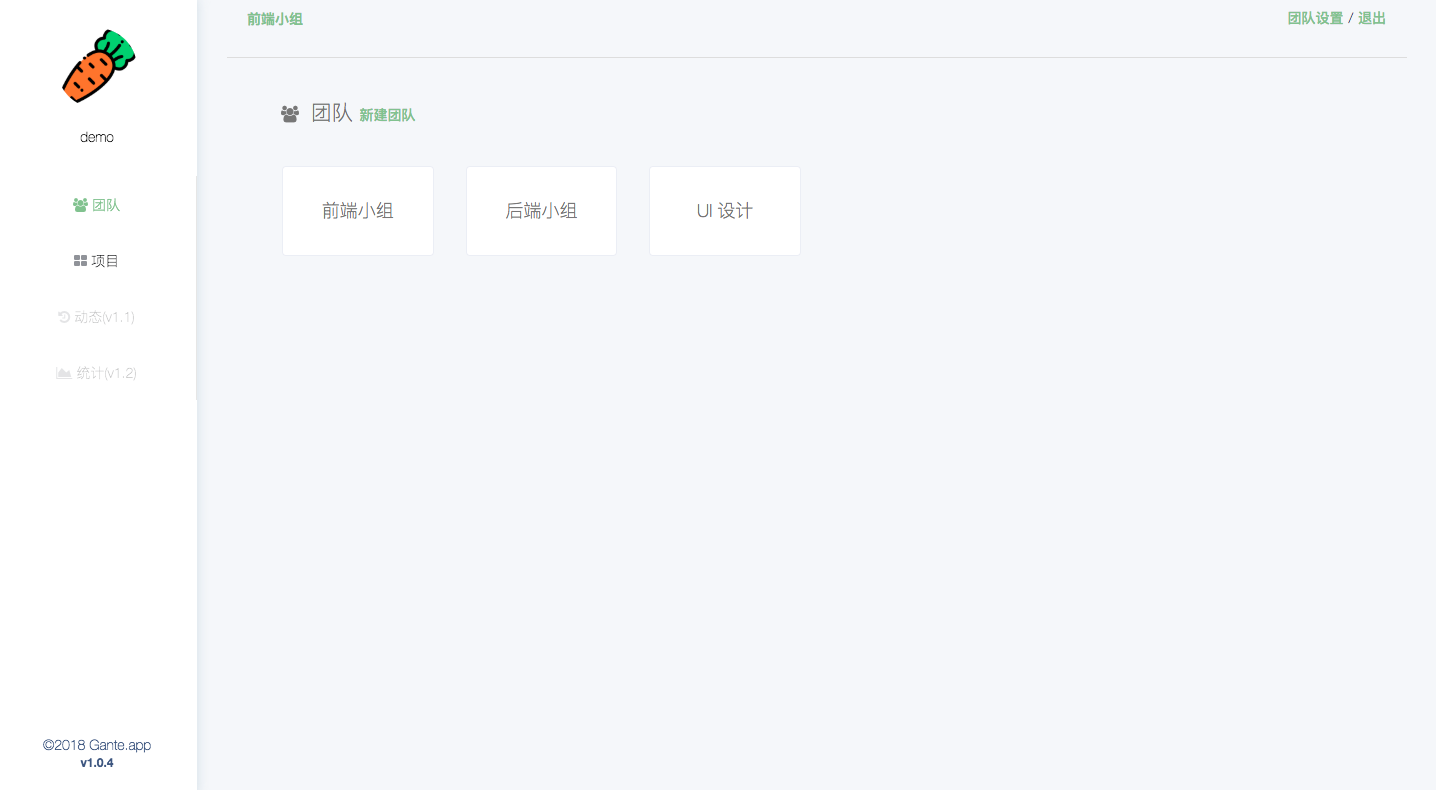 demo
团队
项目
动态(v1.1)
统计(v1.2)
©2018 Gante.app
v1.0.4
前端小组
团队设置 / 退出
团队 新建团队
前端小组
后端小组
UI 设计